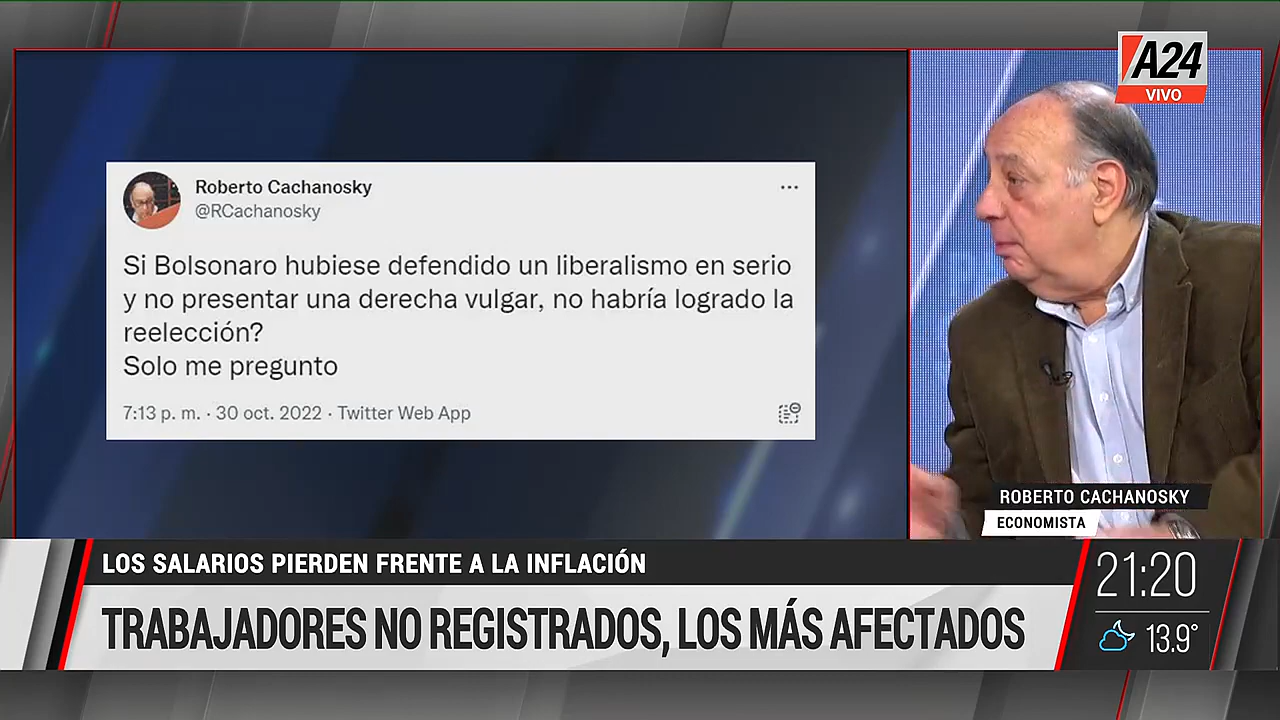 A24
VIVO
Roberto Cachanosky
@RCachanosky
Si Bolsonaro hubiese defendido un liberalismo en serio
y no presentar una derecha vulgar, no habría logrado la
reelección?
Solo me pregunto
7:13 p. m. · 30 oct. 2022 · Twitter Web App
ROBERTO CACHANOSKY
ECONOMISTA
LOS SALARIOS PIERDEN FRENTE A LA INFLACIÓN
TRABAJADORES NO REGISTRADOS, LOS MÁS AFECTADOS
21:20
13.9°